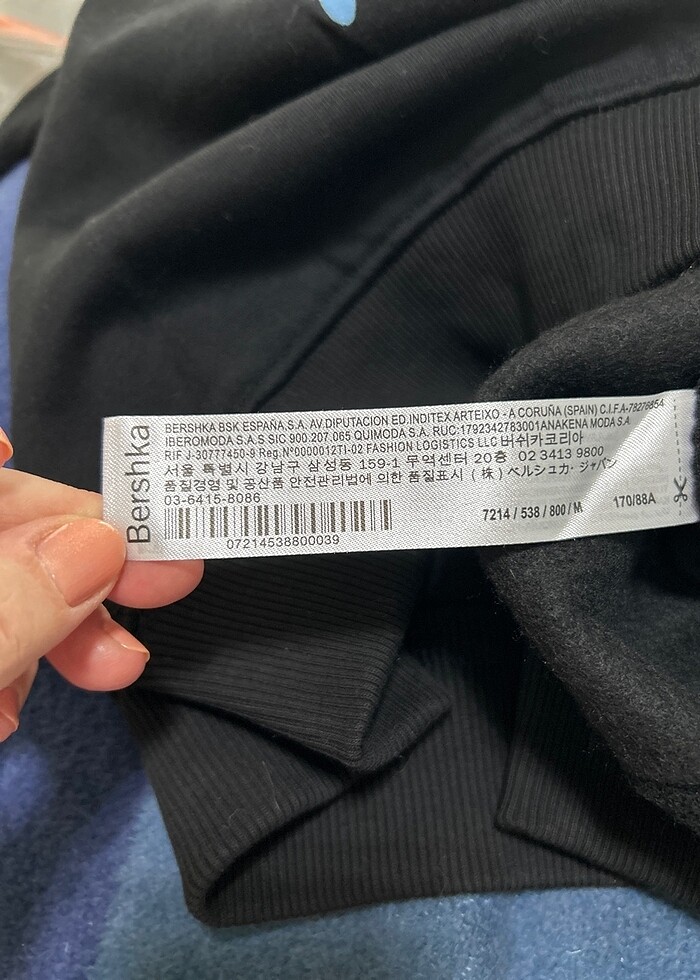 Bershka
BERSHKA BSK ESPAÑA,S.A. AV.DIPUTACION ED.INDITEX ARTEIXO - A CORUÑA (SPAIN) C.I.F.A-78276854
IBEROMODA S.A.S SIC 900.207.065 QUIMODA S.A. RUC:1792342783001ANAKENA MODA S.A
RIF J-30777450-9 Reg.Nº0000012TI-02 FASHION LOGISTICS LLC 버쉬카코리아
서울 특별시 강남구 삼성동 159-1 무역센터 20층 02 3413 9800
품질경영 및 공산품 안전관리법에 의한 품질표시 (株) ベルシュカ・ジャパン
03-6415-8086
07214538800039
7214 / 538 / 800 / M
170/88A